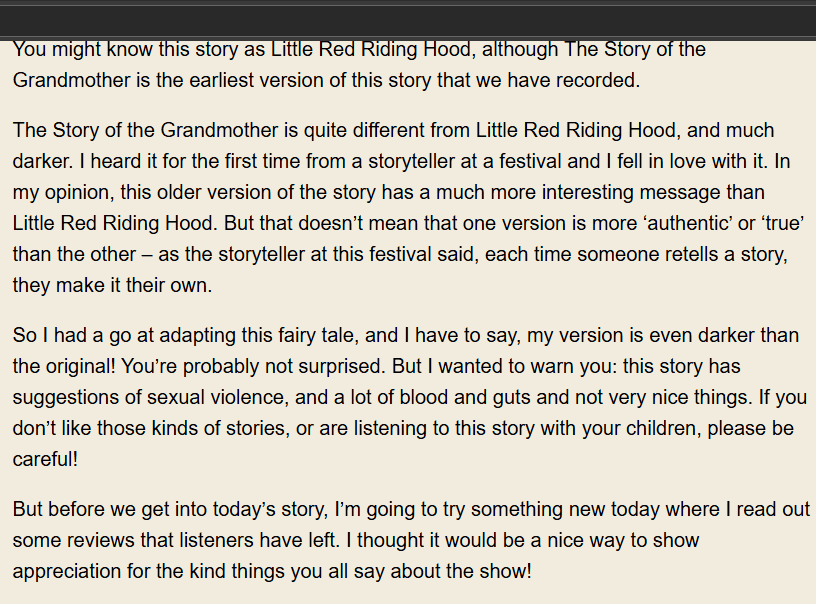 You might know this story as Little Red Riding Hood, although The Story of the
Grandmother is the earliest version of this story that we have recorded.
The Story of the Grandmother is quite different from Little Red Riding Hood, and much
darker. I heard it for the first time from a storyteller at a festival and I fell in love with it. In
my opinion, this older version of the story has a much more interesting message than
Little Red Riding Hood. But that doesn’t mean that one version is more ‘authentic’ or ‘true’
than the other – as the storyteller at this festival said, each time someone retells a story,
they make it their own.
So I had a go at adapting this fairy tale, and I have to say, my version is even darker than
the original! You’re probably not surprised. But I wanted to warn you: this story has
suggestions of sexual violence, and a lot of blood and guts and not very nice things. If you
don’t like those kinds of stories, or are listening to this story with your children, please be
careful!
But before we get into today’s story, I’m going to try something new today where I read out
some reviews that listeners have left. I thought it would be a nice way to show
appreciation for the kind things you all say about the show!